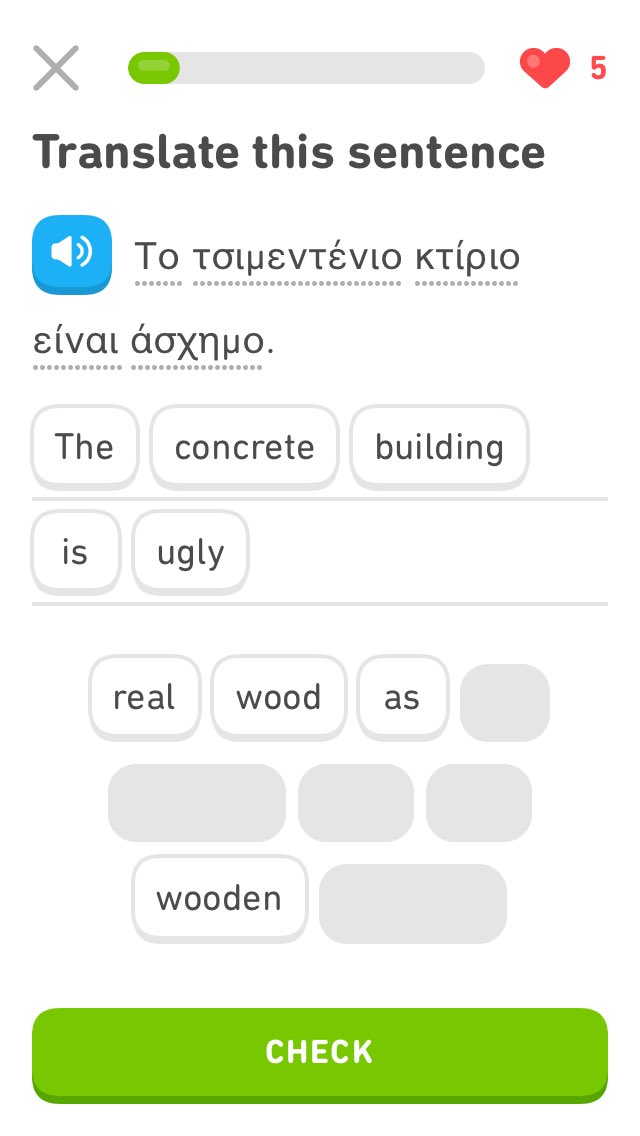 5
Translate this sentence
Το τσιμεντένιο κτίριο
είναι άσχημο.
The concrete building
is ugly
real wood as
wooden
CHECK